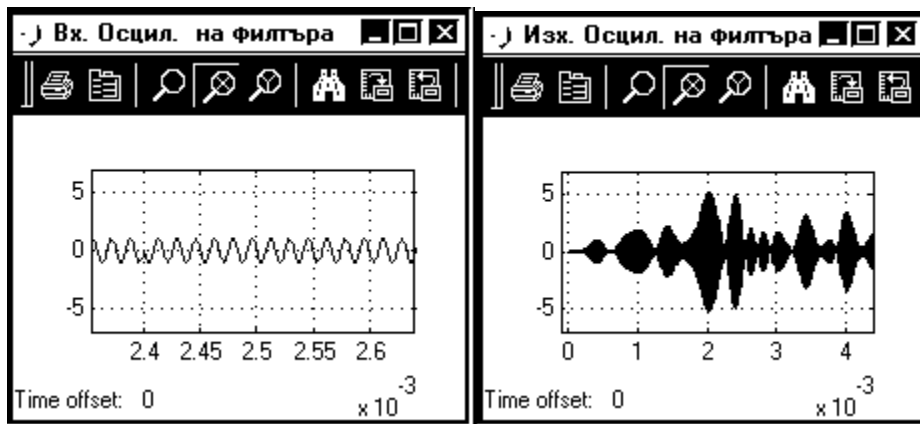 Вх. Осцил. на филтъра
5
0
-5
2.4 2.45 2.5 2.55 2.6
Time offset: 0
x 10-3
Изх. Осцил. на филтъра
5
0
-5
0 1 2 3 4
Time offset: 0
x 10-3